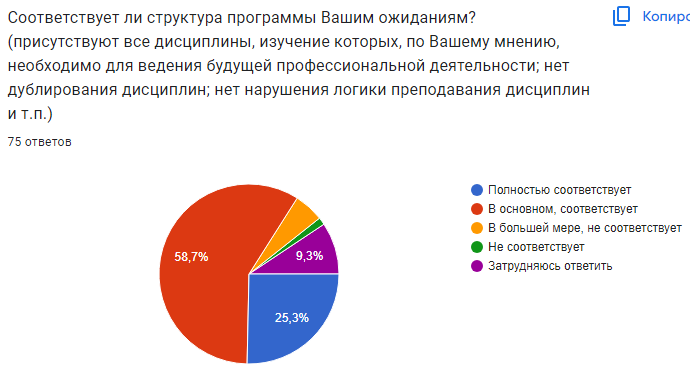 Соответствует ли структура программы Вашим ожиданиям?
(присутствуют все дисциплины, изучение которых, по Вашему мнению,
необходимо для ведения будущей профессиональной деятельности; нет
дублирования дисциплин; нет нарушения логики преподавания дисциплин
и т.п.)
Копиро
75 ответов
58,7%
9,3%
25,3%
Полностью соответствует
В основном, соответствует
В большей мере, не соответствует
Не соответствует
Затрудняюсь ответить